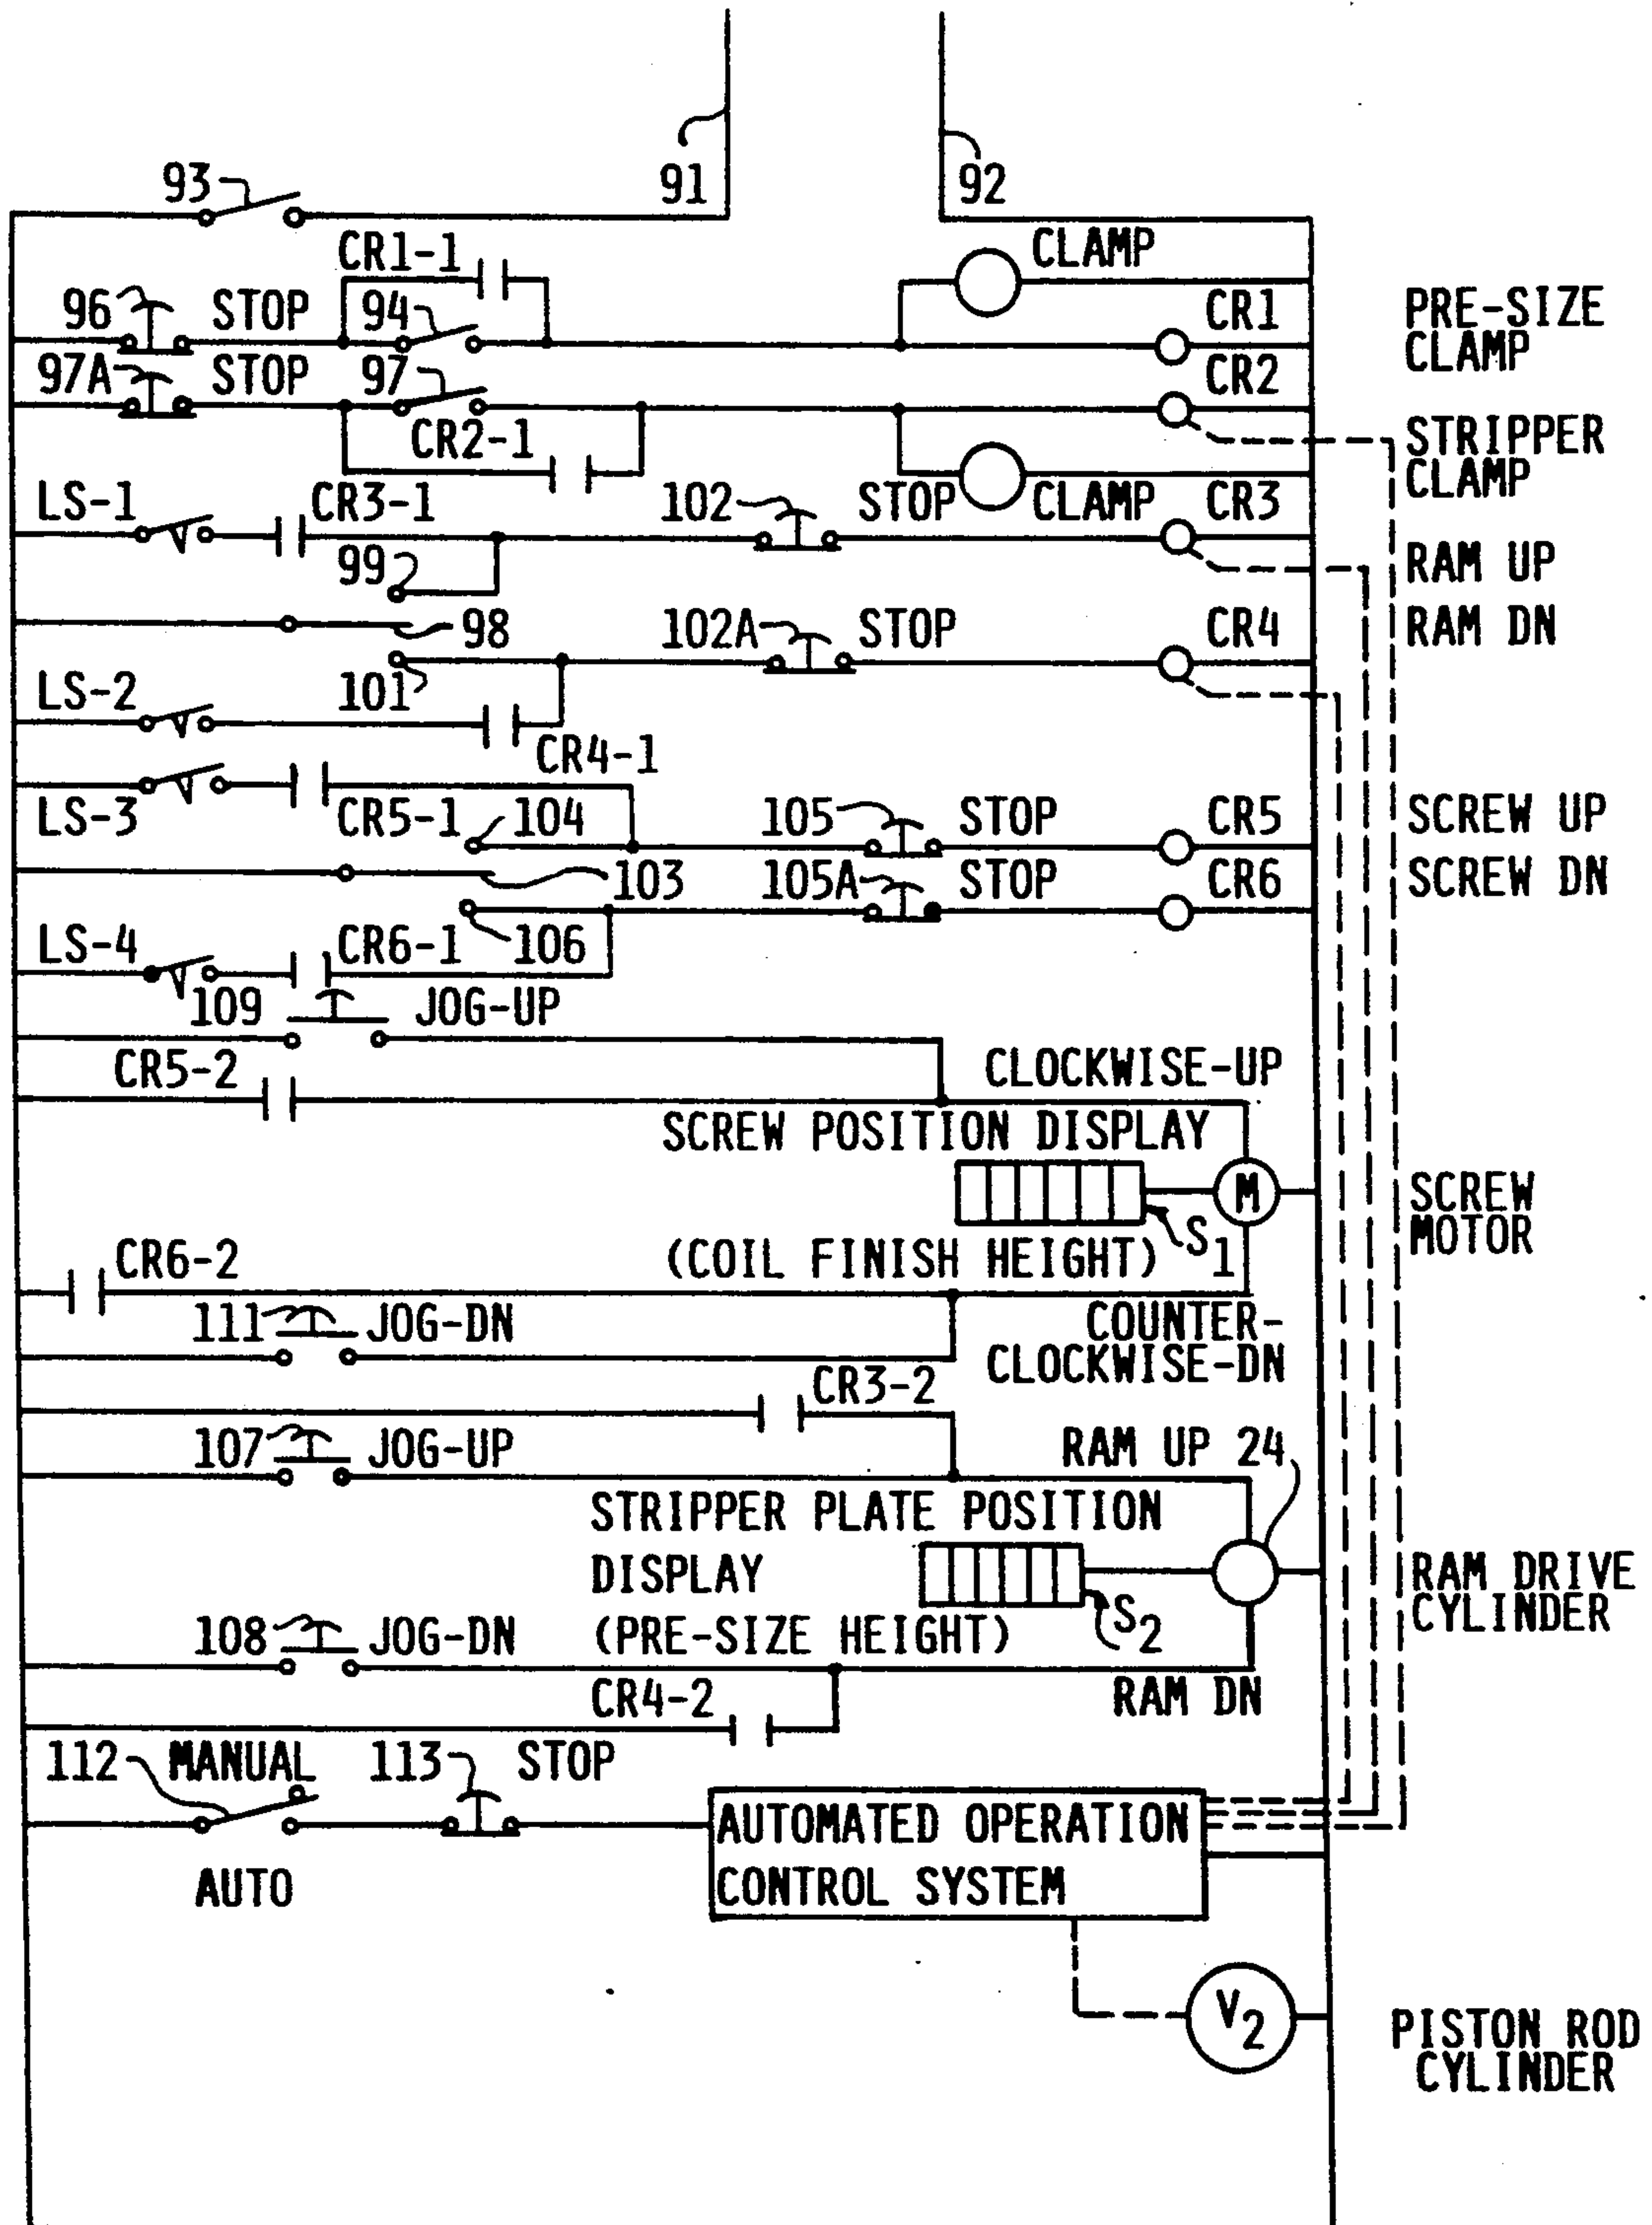 93
91
92
CR1-1
CLAMP
96
STOP
94
CR1
PRE-SIZE
CLAMP
97A
STOP
97
CR2
CR2-1
STRIPPER
CLAMP
LS-1
CR3-1
102
STOP
CLAMP
CR3
99
RAM UP
98
102A
STOP
CR4
RAM DN
LS-2
101
CR4-1
LS-3
CR5-1
104
105
STOP
CR5
SCREW UP
103
105A
STOP
CR6
SCREW DN
LS-4
CR6-1
106
109
JOG-UP
CR5-2
CLOCKWISE-UP
SCREW POSITION DISPLAY
M
SCREW
MOTOR
S1
(COIL FINISH HEIGHT)
CR6-2
111
JOG-DN
COUNTER-
CLOCKWISE-DN
CR3-2
107
JOG-UP
RAM UP 24
STRIPPER PLATE POSITION
DISPLAY
(PRE-SIZE HEIGHT)
S2
RAM DRIVE
CYLINDER
108
JOG-DN
CR4-2
RAM DN
112
MANUAL
113
STOP
AUTOMATED OPERATION
CONTROL SYSTEM
AUTO
V2
PISTON ROD
CYLINDER